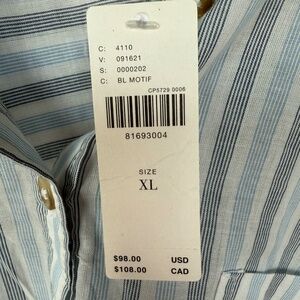 C: 4110
V: 091621
S: 0000202
C: BL MOTIF
CP5729 0006
81693004
SIZE
XL
$98.00 USD
$108.00 CAD